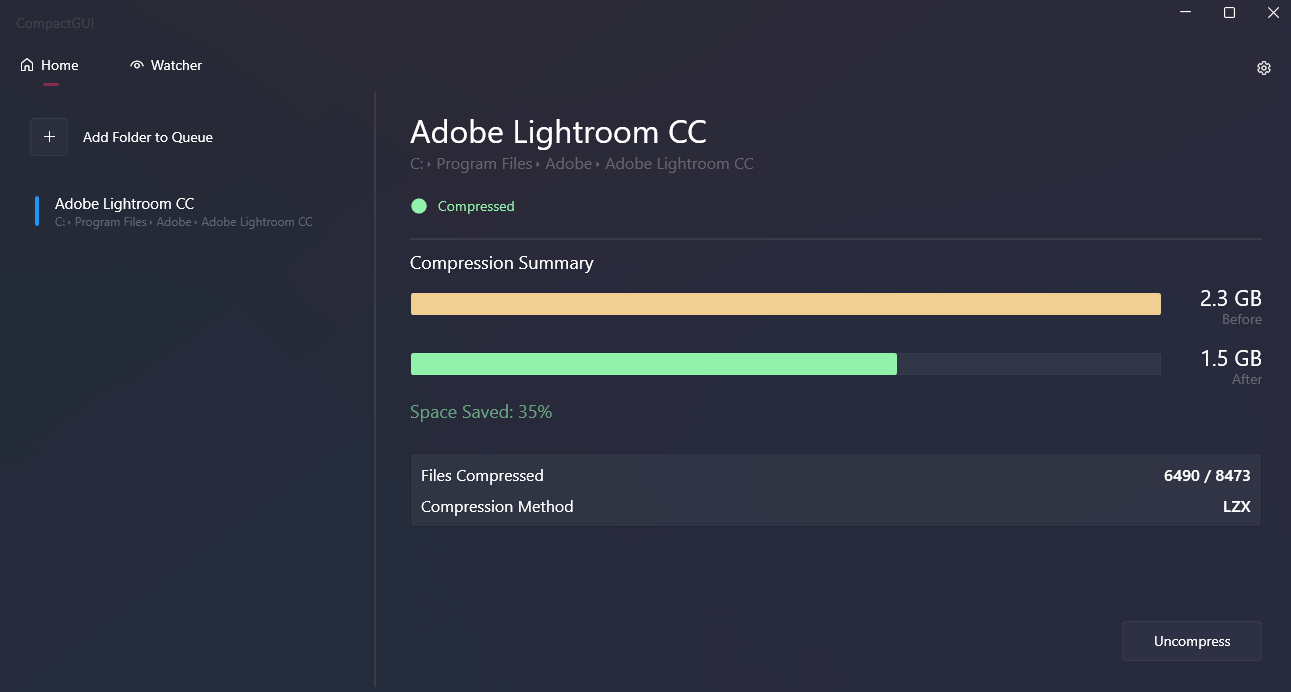 CompactGUI
Home
Watcher
Add Folder to Queue
Adobe Lightroom CC
C: ‣ Program Files ‣ Adobe ‣ Adobe Lightroom CC
Adobe Lightroom CC
C: ‣ Program Files ‣ Adobe ‣ Adobe Lightroom CC
Compressed
Compression Summary
2.3 GB
Before
1.5 GB
After
Space Saved: 35%
Files Compressed 6490 / 8473
Compression Method LZX
Uncompress